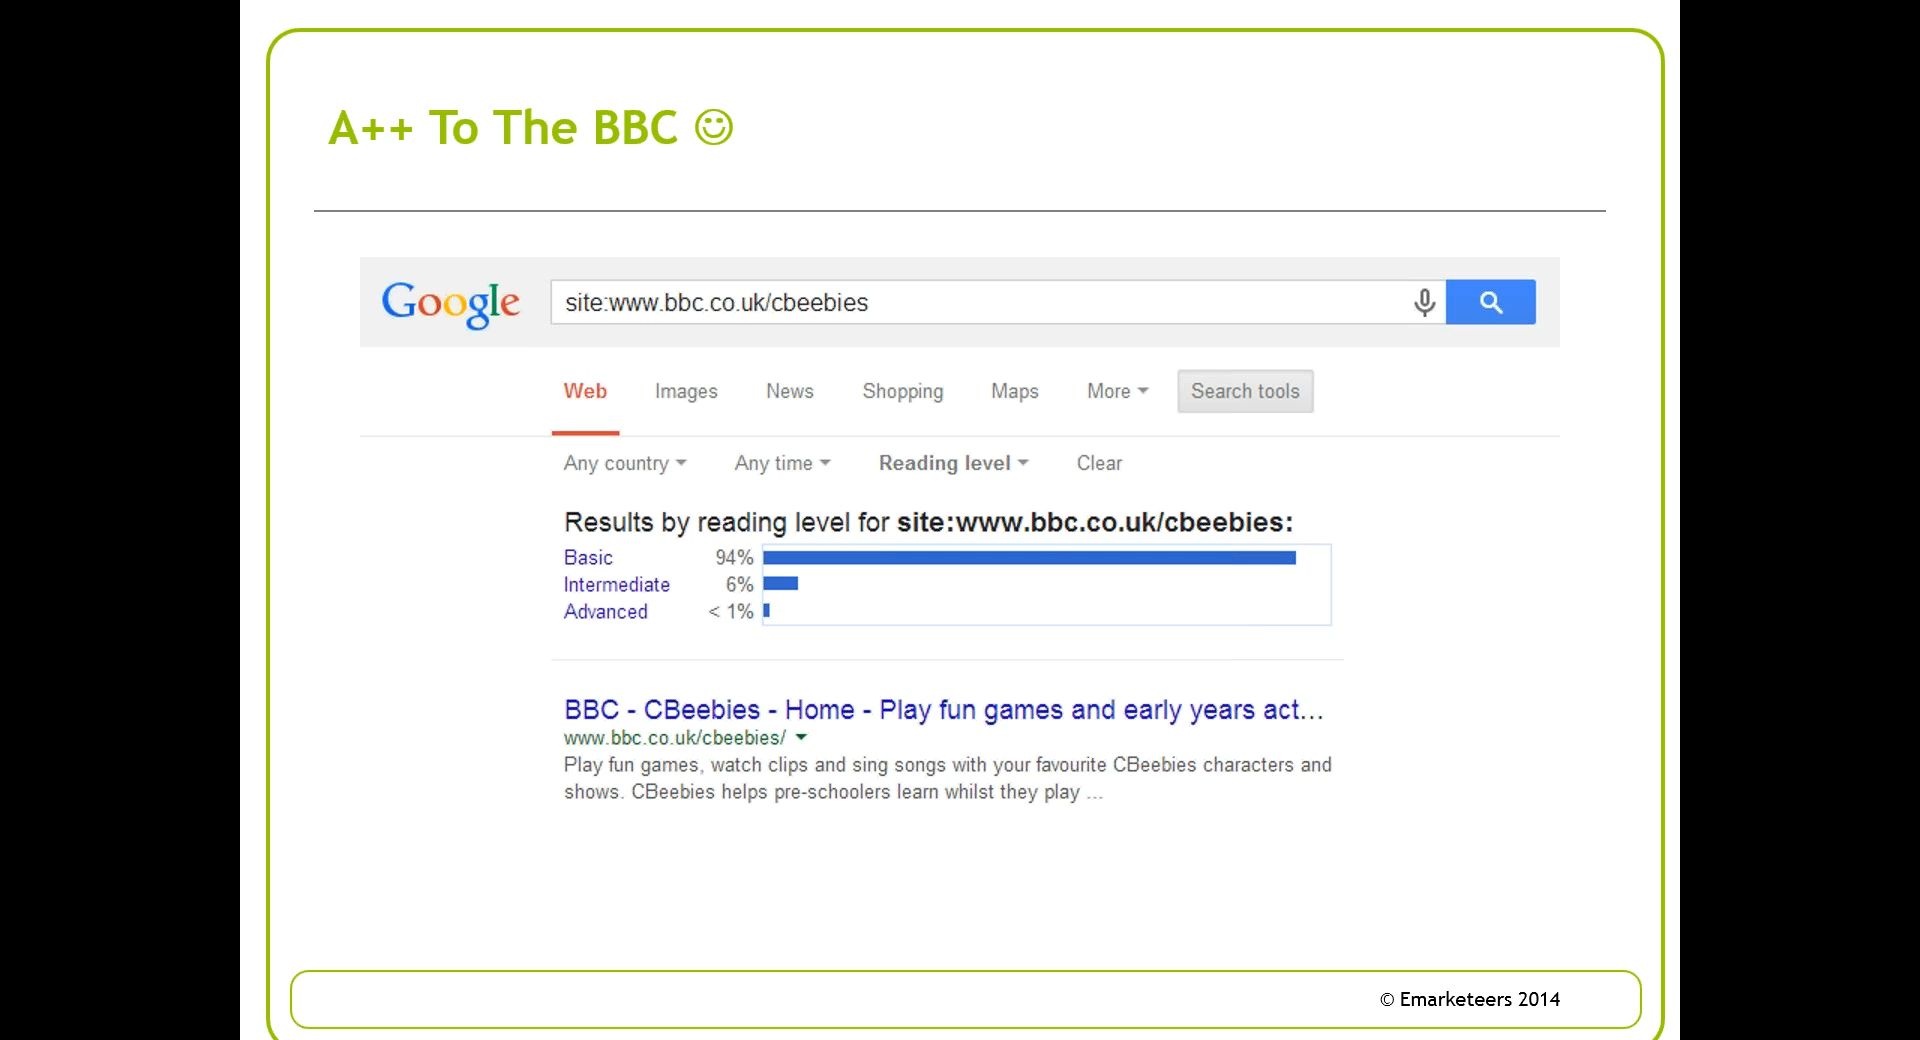 A++ To The BBC ☺
Google
site:www.bbc.co.uk/cbeebies
Web Images News Shopping Maps More Search tools
Any country Any time Reading level Clear
Results by reading level for site:www.bbc.co.uk/cbeebies:
Basic 94%
Intermediate 6%
Advanced < 1%
BBC - CBeebies - Home - Play fun games and early years act...
www.bbc.co.uk/cbeebies/
Play fun games, watch clips and sing songs with your favourite CBeebies characters and
shows. CBeebies helps pre-schoolers learn whilst they play ...
© Emarketeers 2014